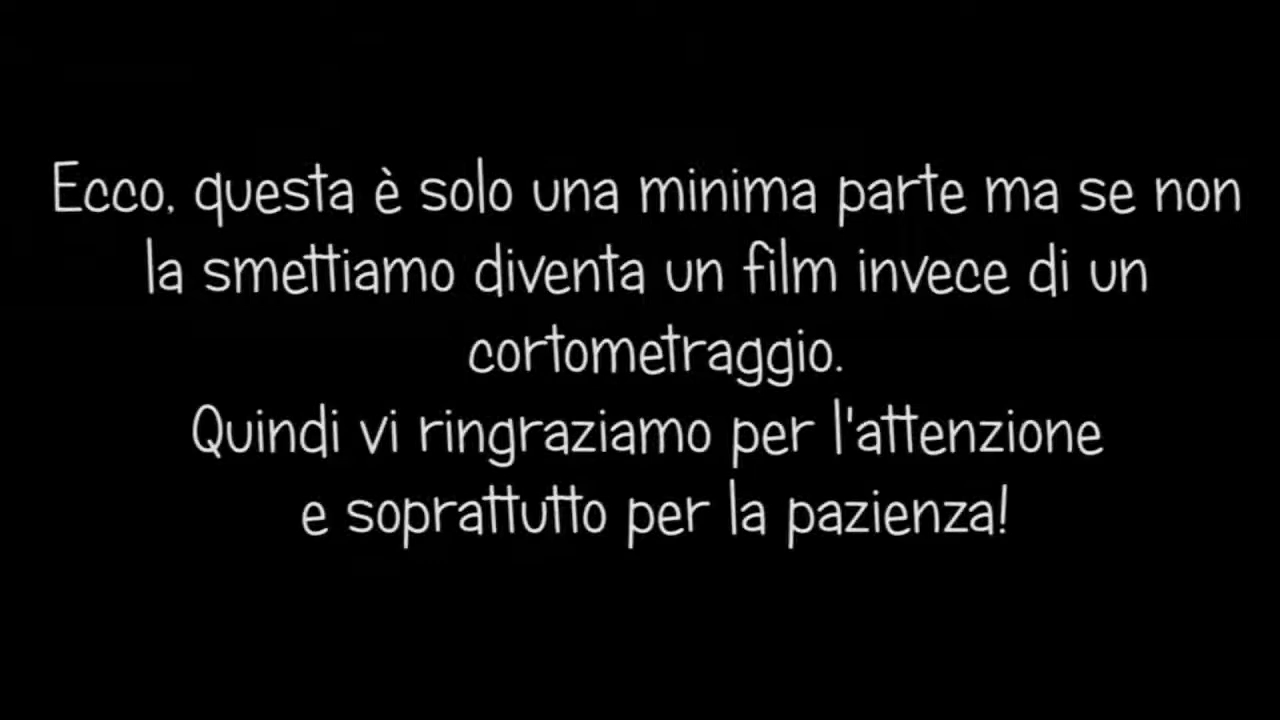 Ecco, questa è solo una minima parte ma se non
la smettiamo diventa un film invece di un
cortometraggio.
Quindi vi ringraziamo per l'attenzione
e soprattutto per la pazienza!